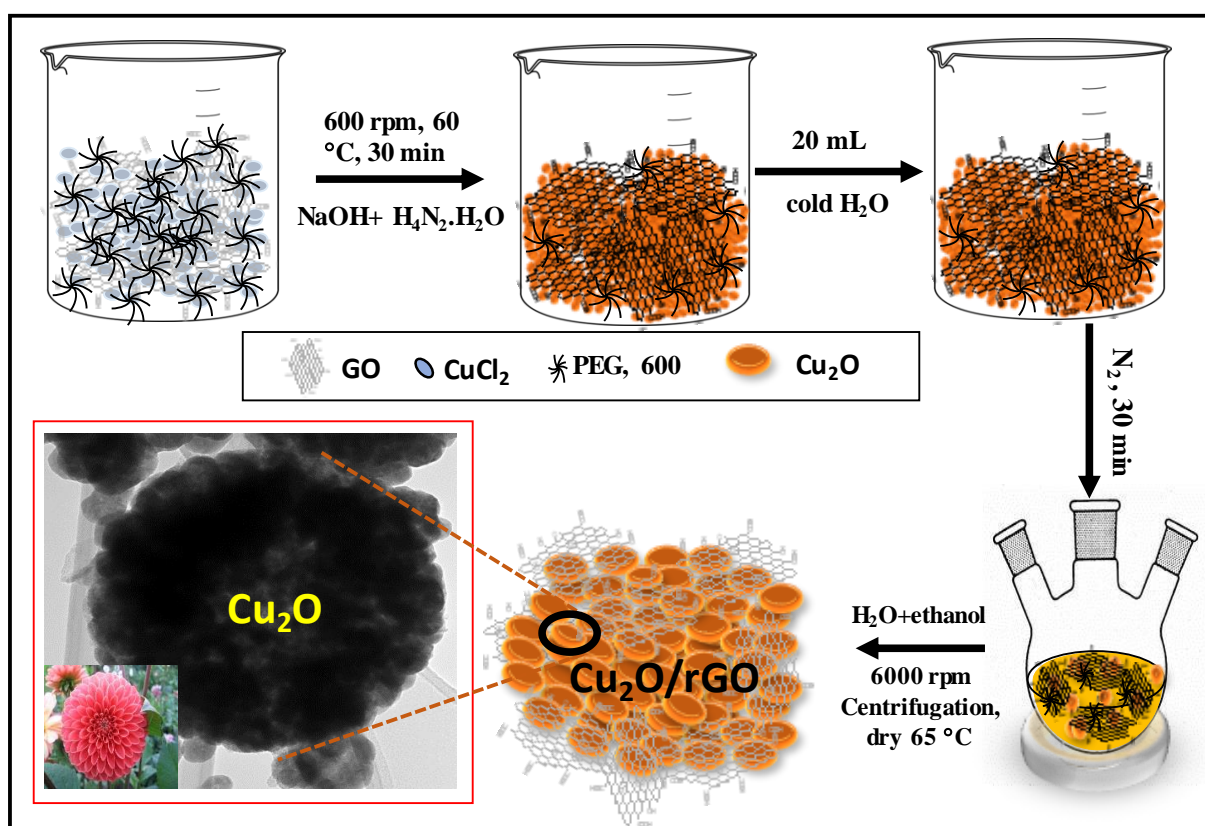 600 rpm, 60
°C, 30 min
NaOH+ H₄N₂.H₂O
20 mL
cold H₂O
GO
CuCl₂
PEG, 600
Cu₂O
N₂, 30 min
H₂O+ethanol
6000 rpm
Centrifugation,
dry 65 °C
Cu₂O/rGO
Cu₂O